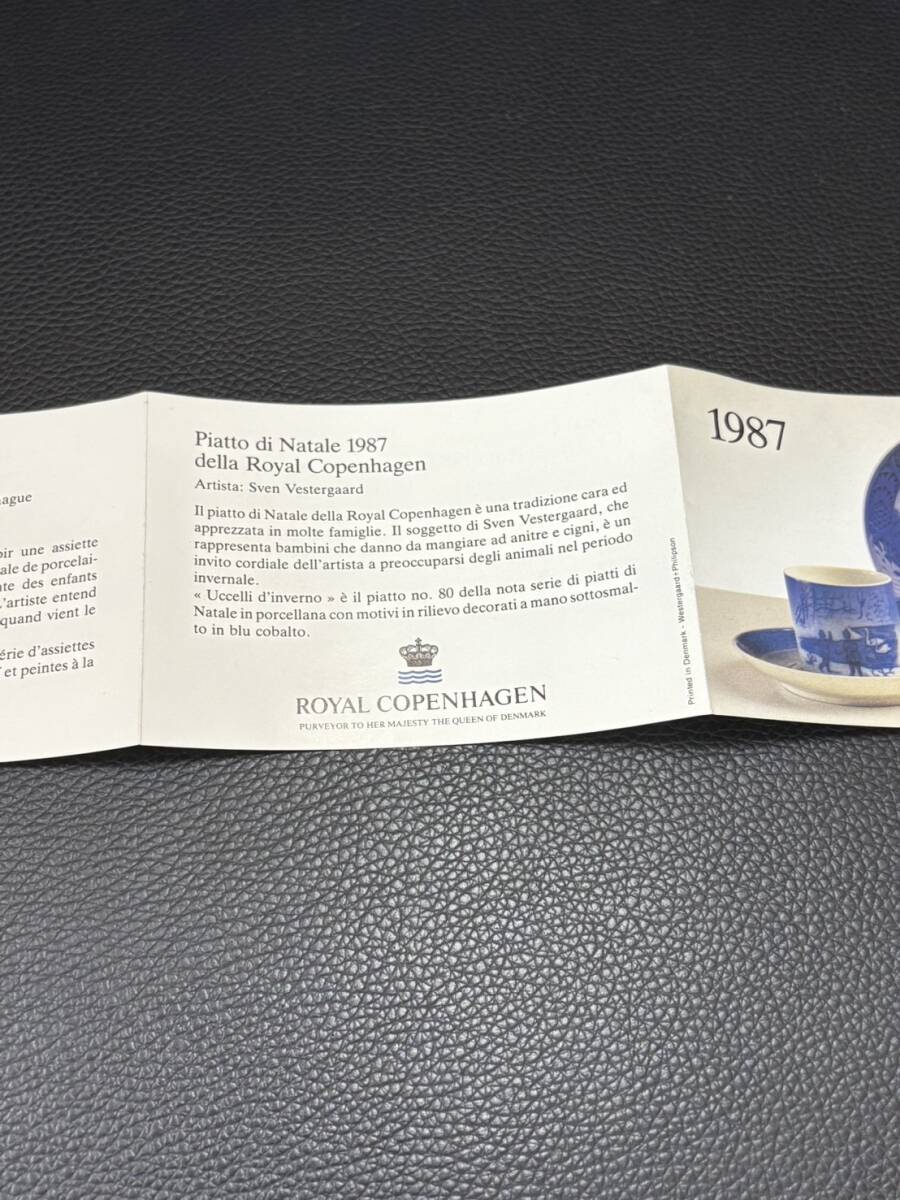 ague
oir une assiette
ale de porcelai-
te des enfants
L'artiste entend
quand vient le
érie d'assiettes
et peintes à la
Piatto di Natale 1987
della Royal Copenhagen
Artista: Sven Vestergaard
Il piatto di Natale della Royal Copenhagen è una tradizione cara ed
apprezzata in molte famiglie. Il soggetto di Sven Vestergaard, che
rappresenta bambini che danno da mangiare ad anitre e cigni, è un
invito cordiale dell'artista a preoccuparsi degli animali nel periodo
invernale.
« Uccelli d'inverno » è il piatto no. 80 della nota serie di piatti di
Natale in porcellana con motivi in rilievo decorati a mano sottosmal-
to in blu cobalto.
ROYAL COPENHAGEN
PURVEYOR TO HER MAJESTY THE QUEEN OF DENMARK
Printed in Denmark - Westergaard+Philipson
1987